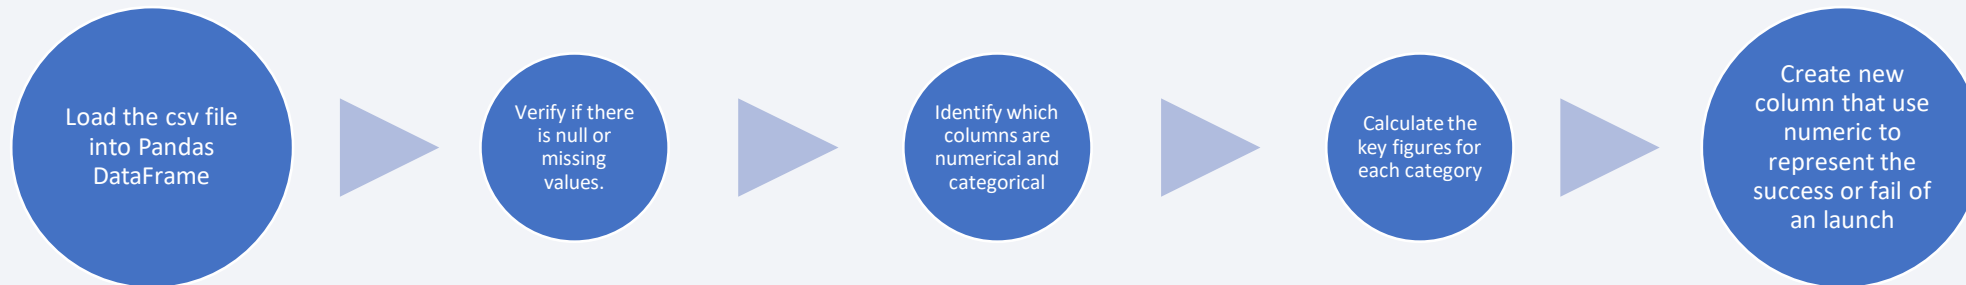 Load the csv file
into Pandas
DataFrame
Verify if there
is null or
missing
values.
Identify which
columns are
numerical and
categorical
Calculate the
key figures for
each category
Create new
column that use
numeric to
represent the
success or fail of
an launch